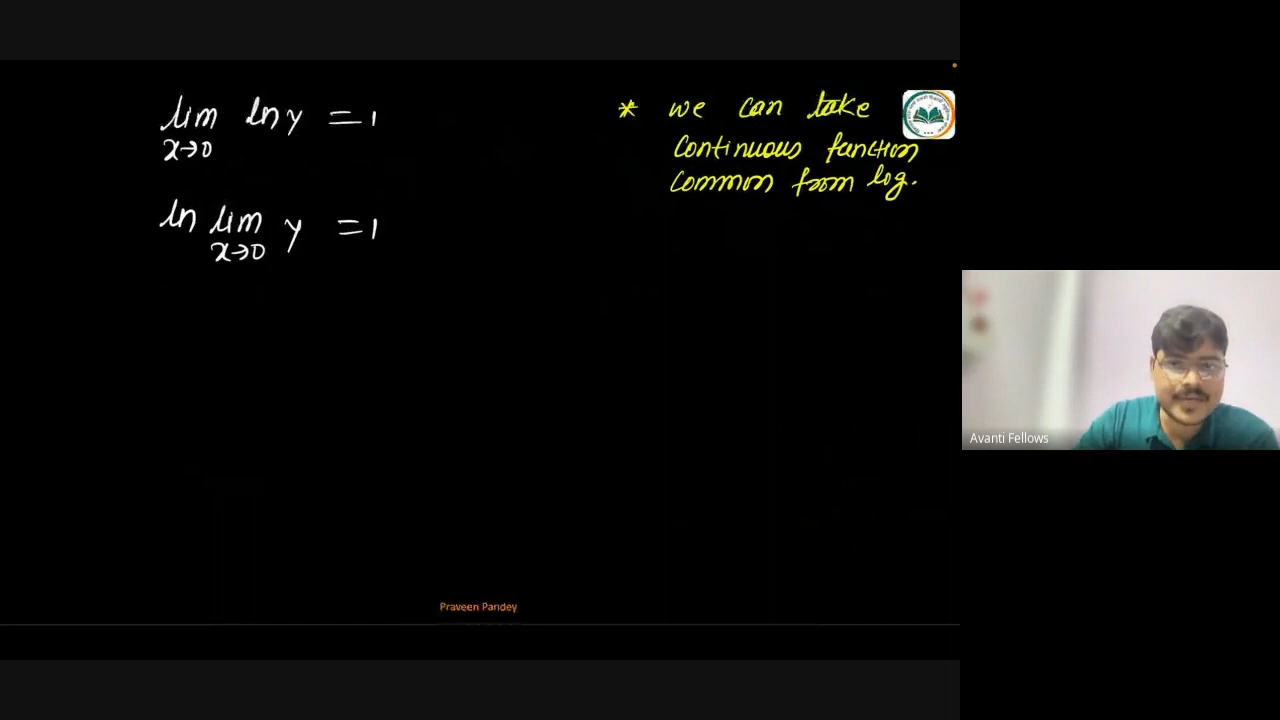 lim ln y = 1
x→0
ln lim y = 1
x→0
* we can take
continuous function
common from log.
Avanti Fellows
Praveen Pandey